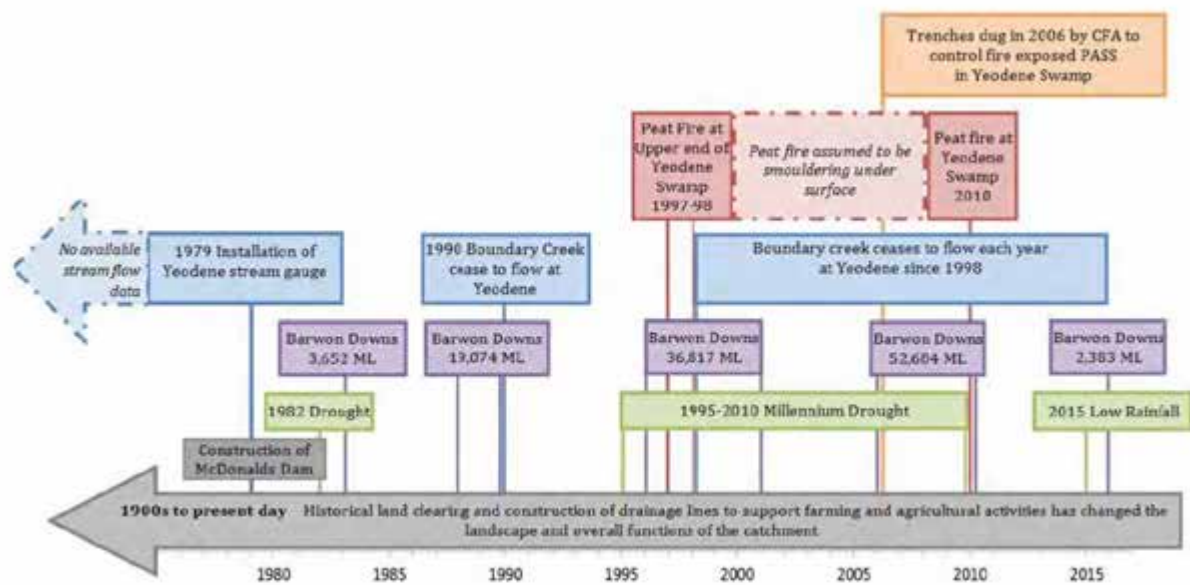 Trenches dug in 2006 by CFA to
control fire exposed PASS
in Yeodene Swamp
Peat Fire at
Upper end of
Yeodene
Swamp
1997-98
Peat fire assumed to be
smouldering under
surface
Peat fire at
Yeodene
Swamp
2010
No available
stream flow
data
1979 Installation of
Yeodene stream gauge
1990 Boundary Creek
cease to flow at
Yeodene
Boundary creek ceases to flow each year
at Yeodene since 1998
Barwon Downs
3,652 ML
Barwon Downs
19,074 ML
Barwon Downs
36,817 ML
Barwon Downs
52,684 ML
Barwon Downs
2,383 ML
1982 Drought
1995-2010 Millennium Drought
2015 Low Rainfall
Construction of
McDonalds Dam
1900s to present day Historical land clearing and construction of drainage lines to support farming and agricultural activities has changed the
landscape and overall functions of the catchment
1980 1985 1990 1995 2000 2005 2010 2015